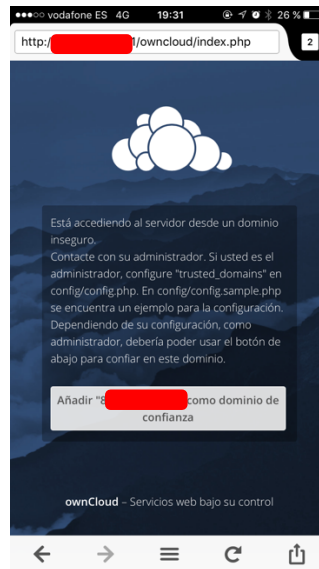 vodafone ES 4G 19:31 26 %
http:/ 1/owncloud/index.php 2
Está accediendo al servidor desde un dominio
inseguro.
Contacte con su administrador. Si usted es el
administrador, configure "trusted_domains" en
config/config.php. En config/config.sample.php
se encuentra un ejemplo para la configuración.
Dependiendo de su configuración, como
administrador, debería poder usar el botón de
abajo para confiar en este dominio.
Añadir "8 como dominio de
confianza
ownCloud – Servicios web bajo su control